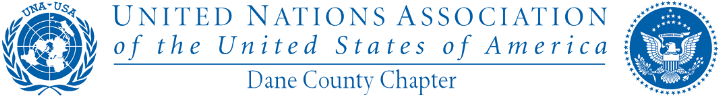 UNA-USA
UNITED NATIONS ASSOCIATION
of the United States of America
Dane County Chapter